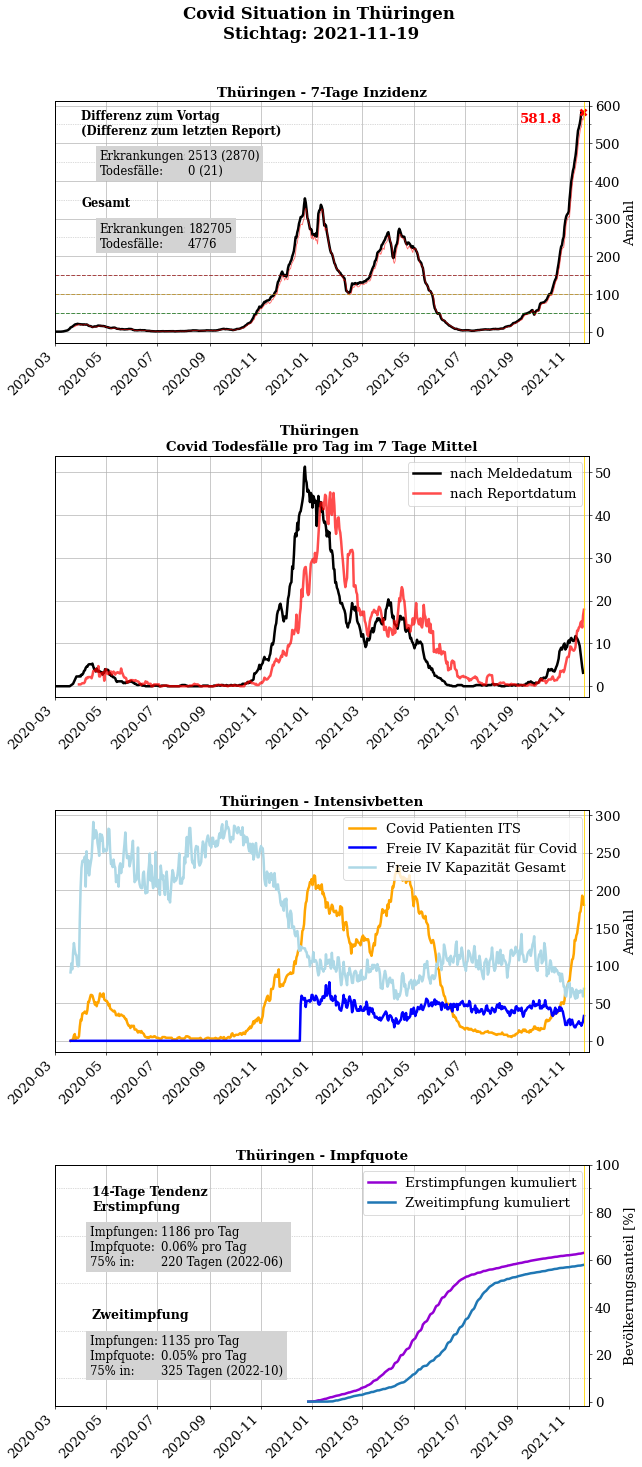 Covid Situation in Thüringen
Stichtag: 2021-11-19
Thüringen - 7-Tage Inzidenz
Differenz zum Vortag
(Differenz zum letzten Report)
Erkrankungen 2513 (2870)
Todesfälle: 0 (21)
Gesamt
Erkrankungen 182705
Todesfälle: 4776
581.8
600
500
400
300
200
100
0
Anzahl
2020-03
2020-05
2020-07
2020-09
2020-11
2021-01
2021-03
2021-05
2021-07
2021-09
2021-11
Thüringen
Covid Todesfälle pro Tag im 7 Tage Mittel
nach Meldedatum
nach Reportdatum
50
40
30
20
10
0
2020-03
2020-05
2020-07
2020-09
2020-11
2021-01
2021-03
2021-05
2021-07
2021-09
2021-11
Thüringen - Intensivbetten
Covid Patienten ITS
Freie IV Kapazität für Covid
Freie IV Kapazität Gesamt
300
250
200
150
100
50
0
Anzahl
2020-03
2020-05
2020-07
2020-09
2020-11
2021-01
2021-03
2021-05
2021-07
2021-09
2021-11
Thüringen - Impfquote
14-Tage Tendenz
Erstimpfung
Impfungen: 1186 pro Tag
Impfquote: 0.06% pro Tag
75% in: 220 Tagen (2022-06)
Zweitimpfung
Impfungen: 1135 pro Tag
Impfquote: 0.05% pro Tag
75% in: 325 Tagen (2022-10)
Erstimpfungen kumuliert
Zweitimpfung kumuliert
100
80
60
40
20
0
Bevölkerungsanteil [%]
2020-03
2020-05
2020-07
2020-09
2020-11
2021-01
2021-03
2021-05
2021-07
2021-09
2021-11